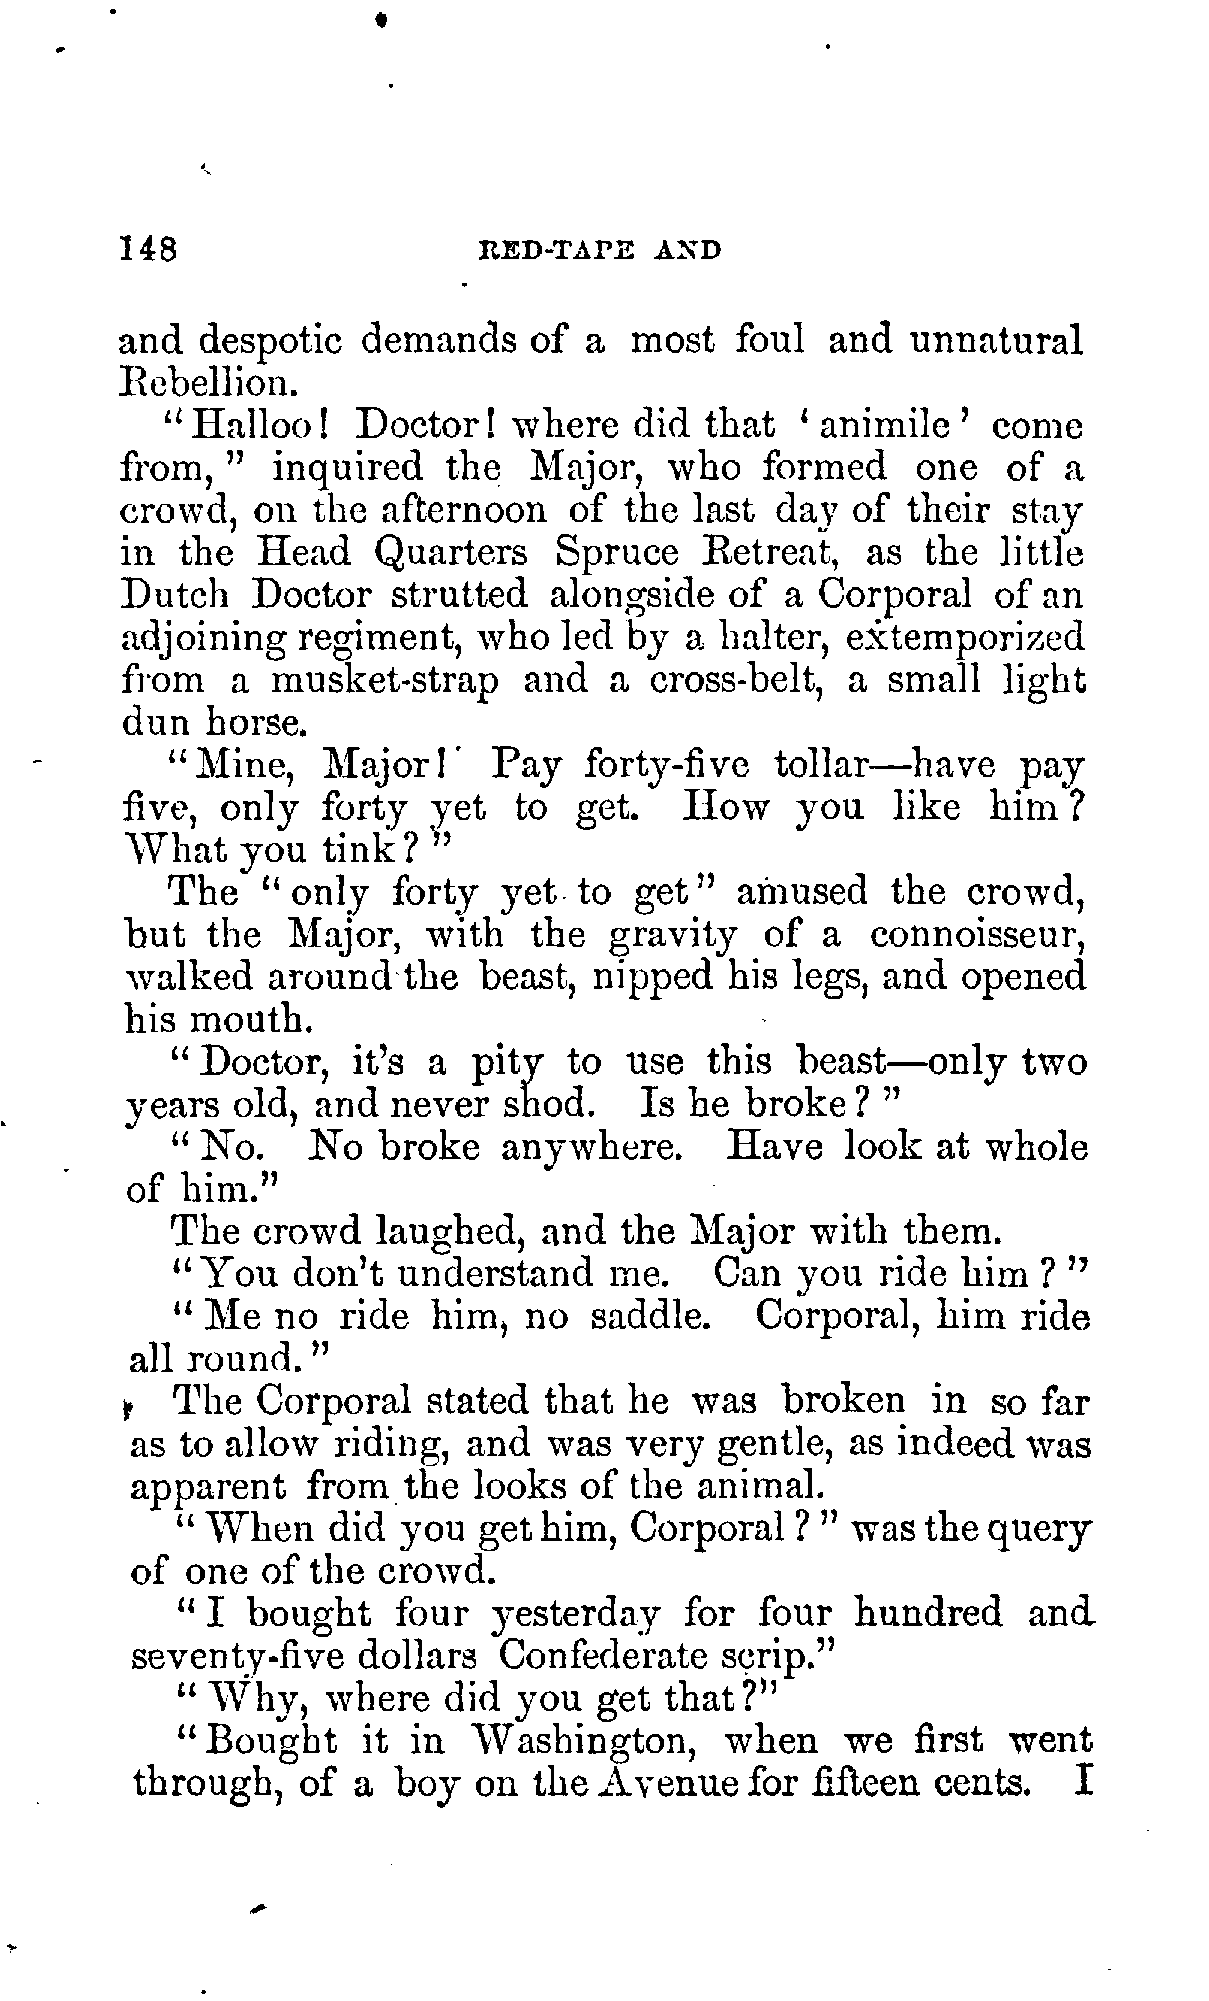 148 RED-TAPE AND
and despotic demands of a most foul and unnatural
Rebellion.
"Halloo! Doctor! where did that 'animile' come
from," inquired the Major, who formed one of a
crowd, on the afternoon of the last day of their stay
in the Head Quarters Spruce Retreat, as the little
Dutch Doctor strutted alongside of a Corporal of an
adjoining regiment, who led by a halter, extemporized
from a musket-strap and a cross-belt, a small light
dun horse.
"Mine, Major! Pay forty-five tollar—have pay
five, only forty yet to get. How you like him?
What you tink?"
The "only forty yet to get" amused the crowd,
but the Major, with the gravity of a connoisseur,
walked around the beast, nipped his legs, and opened
his mouth.
"Doctor, it's a pity to use this beast—only two
years old, and never shod. Is he broke?"
"No. No broke anywhere. Have look at whole
of him."
The crowd laughed, and the Major with them.
"You don't understand me. Can you ride him?"
"Me no ride him, no saddle. Corporal, him ride
all round."
The Corporal stated that he was broken in so far
as to allow riding, and was very gentle, as indeed was
apparent from the looks of the animal.
"When did you get him, Corporal?" was the query
of one of the crowd.
"I bought four yesterday for four hundred and
seventy-five dollars Confederate scrip."
"Why, where did you get that?"
"Bought it in Washington, when we first went
through, of a boy on the Avenue for fifteen cents. I